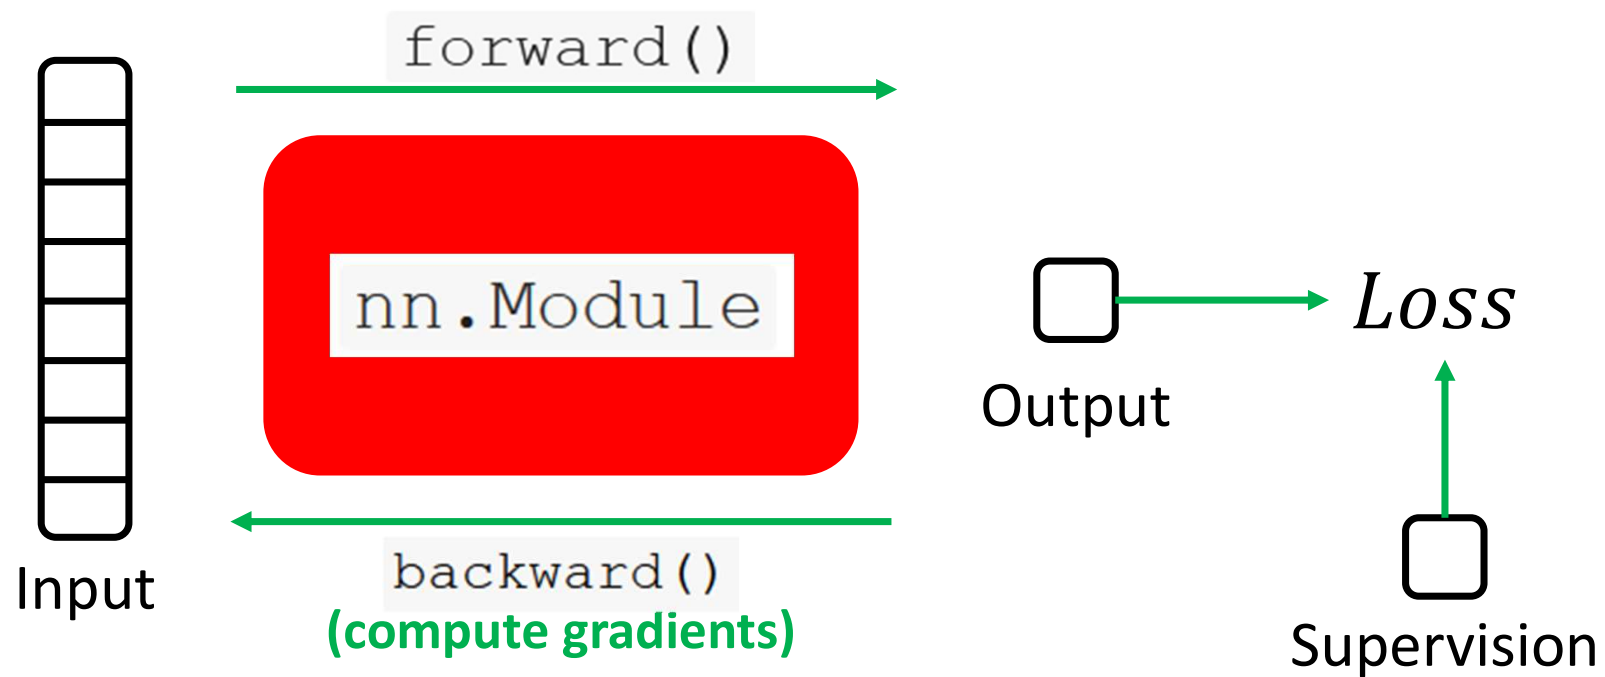 forward()
nn.Module
Loss
Output
Input
backward()
(compute gradients)
Supervision